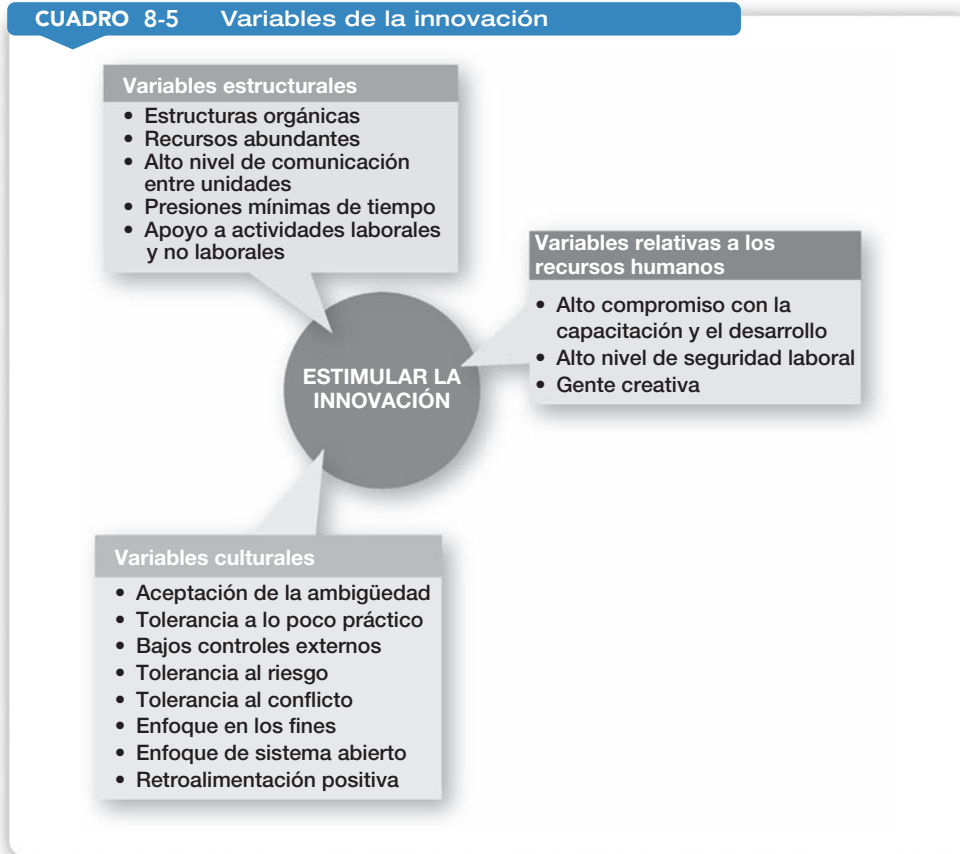 CUADRO 8-5 Variables de la innovación
Variables estructurales
• Estructuras orgánicas
• Recursos abundantes
• Alto nivel de comunicación
entre unidades
• Presiones mínimas de tiempo
• Apoyo a actividades laborales
y no laborales
Variables relativas a los
recursos humanos
• Alto compromiso con la
capacitación y el desarrollo
• Alto nivel de seguridad laboral
• Gente creativa
ESTIMULAR LA
INNOVACIÓN
Variables culturales
• Aceptación de la ambigüedad
• Tolerancia a lo poco práctico
• Bajos controles externos
• Tolerancia al riesgo
• Tolerancia al conflicto
• Enfoque en los fines
• Enfoque de sistema abierto
• Retroalimentación positiva